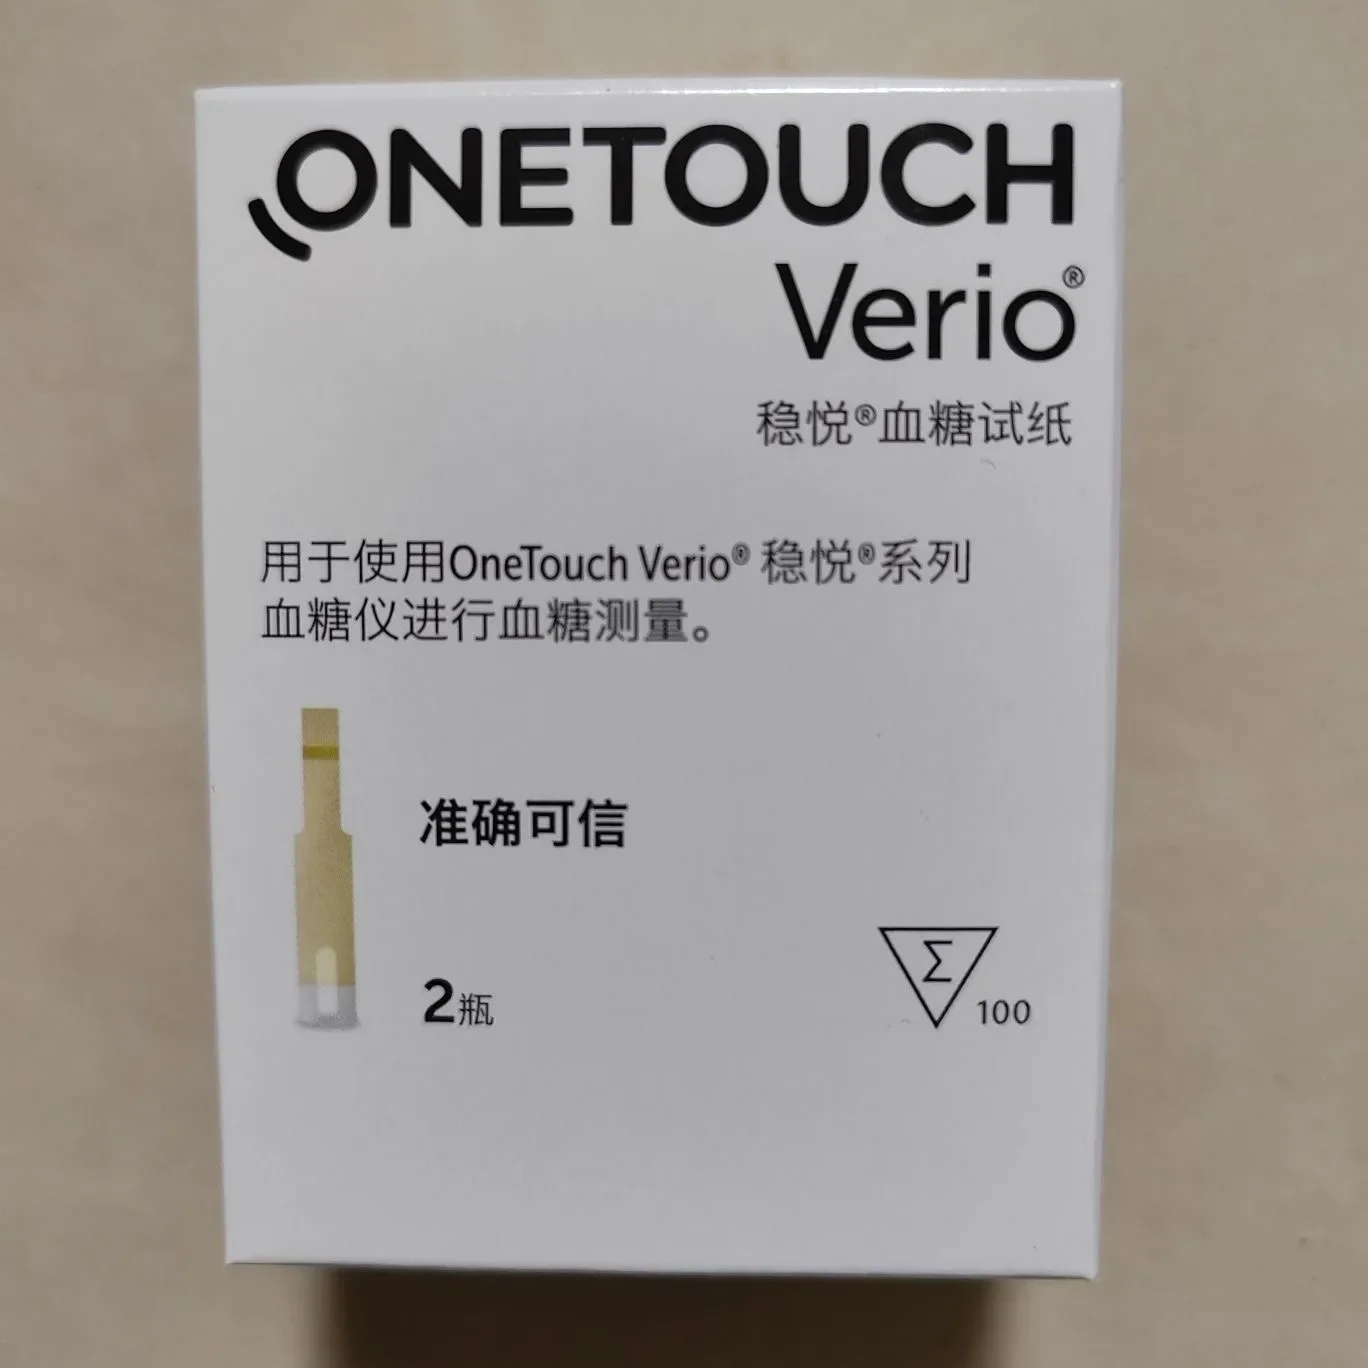 ONETOUCH
Verio®
稳悦®血糖试纸
用于使用OneTouch Verio® 稳悦®系列
血糖仪进行血糖测量。
准确可信
2瓶
Σ 100